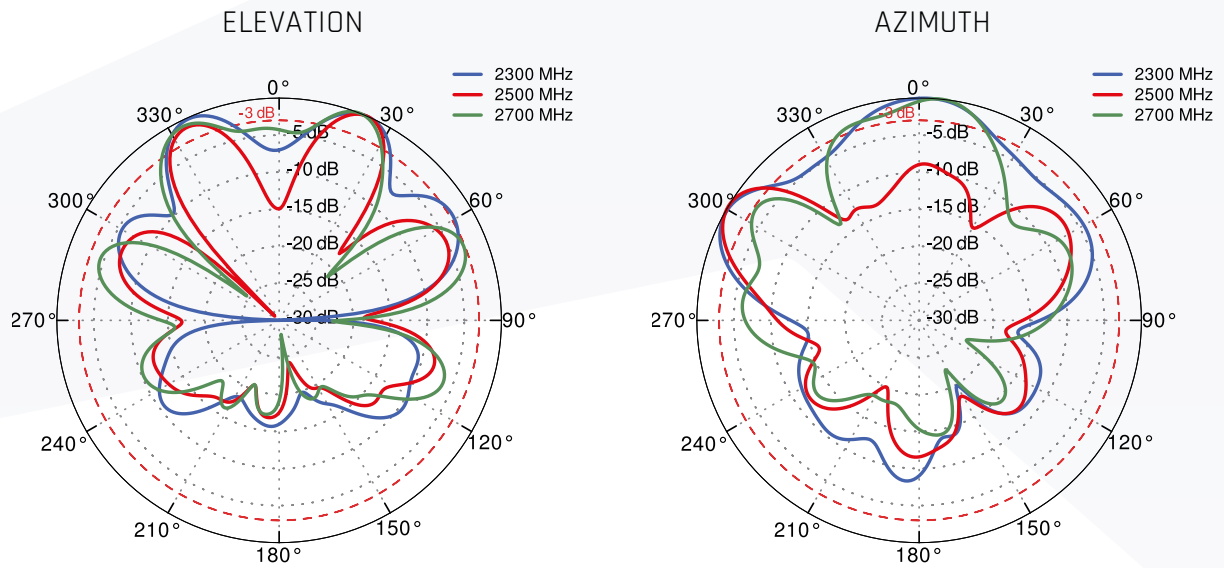 ELEVATION
2300 MHz
2500 MHz
2700 MHz
0°
-3 dB
330°
30°
-5 dB
-10 dB
300°
60°
-15 dB
-20 dB
-25 dB
270°
-30 dB
90°
240°
120°
210°
150°
180°
AZIMUTH
2300 MHz
2500 MHz
2700 MHz
0°
-3 dB
330°
30°
-5 dB
-10 dB
300°
60°
-15 dB
-20 dB
-25 dB
270°
-30 dB
90°
240°
120°
210°
150°
180°